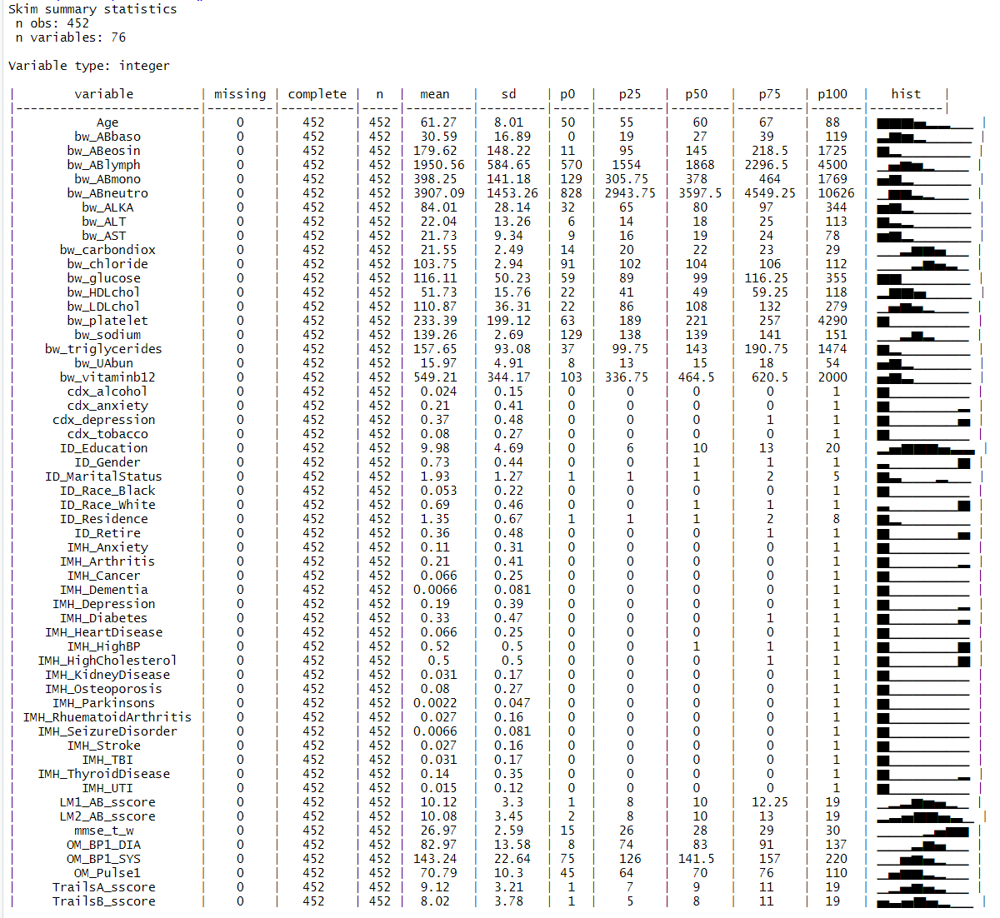 Skim summary statistics
n obs: 452
n variables: 76
Variable type: integer
| variable | missing | complete | n | mean | sd | p0 | p25 | p50 | p75 | p100 | hist |
|-------------------------|---------|----------|-----|---------|---------|-----|---------|--------|---------|-------|----------|
| Age | 0 | 452 | 452 | 61.27 | 8.01 | 50 | 55 | 60 | 67 | 88 |
| bw_ABbaso | 0 | 452 | 452 | 30.59 | 16.89 | 0 | 19 | 27 | 39 | 119 |
| bw_ABeosin | 0 | 452 | 452 | 179.62 | 148.22 | 11 | 95 | 145 | 218.5 | 1725 |
| bw_ABlymph | 0 | 452 | 452 | 1950.56 | 584.65 | 570 | 1554 | 1868 | 2296.5 | 4500 |
| bw_ABmono | 0 | 452 | 452 | 398.25 | 141.18 | 129 | 305.75 | 378 | 464 | 1769 |
| bw_ABneutro | 0 | 452 | 452 | 3907.09 | 1453.26 | 828 | 2943.75 | 3597.5 | 4549.25 | 10626 |
| bw_ALKA | 0 | 452 | 452 | 84.01 | 28.14 | 32 | 65 | 80 | 97 | 344 |
| bw_ALT | 0 | 452 | 452 | 22.04 | 13.26 | 6 | 14 | 18 | 25 | 113 |
| bw_AST | 0 | 452 | 452 | 21.73 | 9.34 | 9 | 16 | 19 | 24 | 78 |
| bw_carbondiox | 0 | 452 | 452 | 21.55 | 2.49 | 14 | 20 | 22 | 23 | 29 |
| bw_chloride | 0 | 452 | 452 | 103.75 | 2.94 | 91 | 102 | 104 | 106 | 112 |
| bw_glucose | 0 | 452 | 452 | 116.11 | 50.23 | 59 | 89 | 99 | 116.25 | 355 |
| bw_HDLchol | 0 | 452 | 452 | 51.73 | 15.76 | 22 | 41 | 49 | 59.25 | 118 |
| bw_LDLchol | 0 | 452 | 452 | 110.87 | 36.31 | 22 | 86 | 108 | 132 | 279 |
| bw_platelet | 0 | 452 | 452 | 233.39 | 199.12 | 63 | 189 | 221 | 257 | 4290 |
| bw_sodium | 0 | 452 | 452 | 139.26 | 2.69 | 129 | 138 | 139 | 141 | 151 |
| bw_triglycerides | 0 | 452 | 452 | 157.65 | 93.08 | 37 | 99.75 | 143 | 190.75 | 1474 |
| bw_UAbun | 0 | 452 | 452 | 15.97 | 4.91 | 8 | 13 | 15 | 18 | 54 |
| bw_vitaminb12 | 0 | 452 | 452 | 549.21 | 344.17 | 103 | 336.75 | 464.5 | 620.5 | 2000 |
| cdx_alcohol | 0 | 452 | 452 | 0.024 | 0.15 | 0 | 0 | 0 | 0 | 1 |
| cdx_anxiety | 0 | 452 | 452 | 0.21 | 0.41 | 0 | 0 | 0 | 0 | 1 |
| cdx_depression | 0 | 452 | 452 | 0.37 | 0.48 | 0 | 0 | 0 | 1 | 1 |
| cdx_tobacco | 0 | 452 | 452 | 0.08 | 0.27 | 0 | 0 | 0 | 0 | 1 |
| ID_Education | 0 | 452 | 452 | 9.98 | 4.69 | 0 | 6 | 10 | 13 | 20 |
| ID_Gender | 0 | 452 | 452 | 0.73 | 0.44 | 0 | 0 | 1 | 1 | 1 |
| ID_MaritalStatus | 0 | 452 | 452 | 1.93 | 1.27 | 1 | 1 | 1 | 2 | 5 |
| ID_Race_Black | 0 | 452 | 452 | 0.053 | 0.22 | 0 | 0 | 0 | 0 | 1 |
| ID_Race_White | 0 | 452 | 452 | 0.69 | 0.46 | 0 | 0 | 1 | 1 | 1 |
| ID_Residence | 0 | 452 | 452 | 1.35 | 0.67 | 1 | 1 | 1 | 2 | 8 |
| ID_Retire | 0 | 452 | 452 | 0.36 | 0.48 | 0 | 0 | 0 | 1 | 1 |
| IMH_Anxiety | 0 | 452 | 452 | 0.11 | 0.31 | 0 | 0 | 0 | 0 | 1 |
| IMH_Arthritis | 0 | 452 | 452 | 0.21 | 0.41 | 0 | 0 | 0 | 0 | 1 |
| IMH_Cancer | 0 | 452 | 452 | 0.066 | 0.25 | 0 | 0 | 0 | 0 | 1 |
| IMH_Dementia | 0 | 452 | 452 | 0.0066 | 0.081 | 0 | 0 | 0 | 0 | 1 |
| IMH_Depression | 0 | 452 | 452 | 0.19 | 0.39 | 0 | 0 | 0 | 0 | 1 |
| IMH_Diabetes | 0 | 452 | 452 | 0.33 | 0.47 | 0 | 0 | 0 | 1 | 1 |
| IMH_HeartDisease | 0 | 452 | 452 | 0.066 | 0.25 | 0 | 0 | 0 | 0 | 1 |
| IMH_HighBP | 0 | 452 | 452 | 0.52 | 0.5 | 0 | 0 | 1 | 1 | 1 |
| IMH_HighCholesterol | 0 | 452 | 452 | 0.5 | 0.5 | 0 | 0 | 0 | 1 | 1 |
| IMH_KidneyDisease | 0 | 452 | 452 | 0.031 | 0.17 | 0 | 0 | 0 | 0 | 1 |
| IMH_Osteoporosis | 0 | 452 | 452 | 0.08 | 0.27 | 0 | 0 | 0 | 0 | 1 |
| IMH_Parkinsons | 0 | 452 | 452 | 0.0022 | 0.047 | 0 | 0 | 0 | 0 | 1 |
| IMH_RhuematoidArthritis | 0 | 452 | 452 | 0.027 | 0.16 | 0 | 0 | 0 | 0 | 1 |
| IMH_SeizureDisorder | 0 | 452 | 452 | 0.0066 | 0.081 | 0 | 0 | 0 | 0 | 1 |
| IMH_Stroke | 0 | 452 | 452 | 0.027 | 0.16 | 0 | 0 | 0 | 0 | 1 |
| IMH_TBI | 0 | 452 | 452 | 0.031 | 0.17 | 0 | 0 | 0 | 0 | 1 |
| IMH_ThyroidDisease | 0 | 452 | 452 | 0.14 | 0.35 | 0 | 0 | 0 | 0 | 1 |
| IMH_UTI | 0 | 452 | 452 | 0.015 | 0.12 | 0 | 0 | 0 | 0 | 1 |
| LM1_AB_sscore | 0 | 452 | 452 | 10.12 | 3.3 | 1 | 8 | 10 | 12.25 | 19 |
| LM2_AB_sscore | 0 | 452 | 452 | 10.08 | 3.45 | 2 | 8 | 10 | 13 | 19 |
| mmse_t_w | 0 | 452 | 452 | 26.97 | 2.59 | 15 | 26 | 28 | 29 | 30 |
| OM_BP1_DIA | 0 | 452 | 452 | 82.97 | 13.58 | 8 | 74 | 83 | 91 | 137 |
| OM_BP1_SYS | 0 | 452 | 452 | 143.24 | 22.64 | 75 | 126 | 141.5 | 157 | 220 |
| OM_Pulse1 | 0 | 452 | 452 | 70.79 | 10.3 | 45 | 64 | 70 | 76 | 110 |
| TrailsA_sscore | 0 | 452 | 452 | 9.12 | 3.21 | 1 | 7 | 9 | 11 | 19 |
| TrailsB_sscore | 0 | 452 | 452 | 8.02 | 3.78 | 1 | 5 | 8 | 11 | 19 |